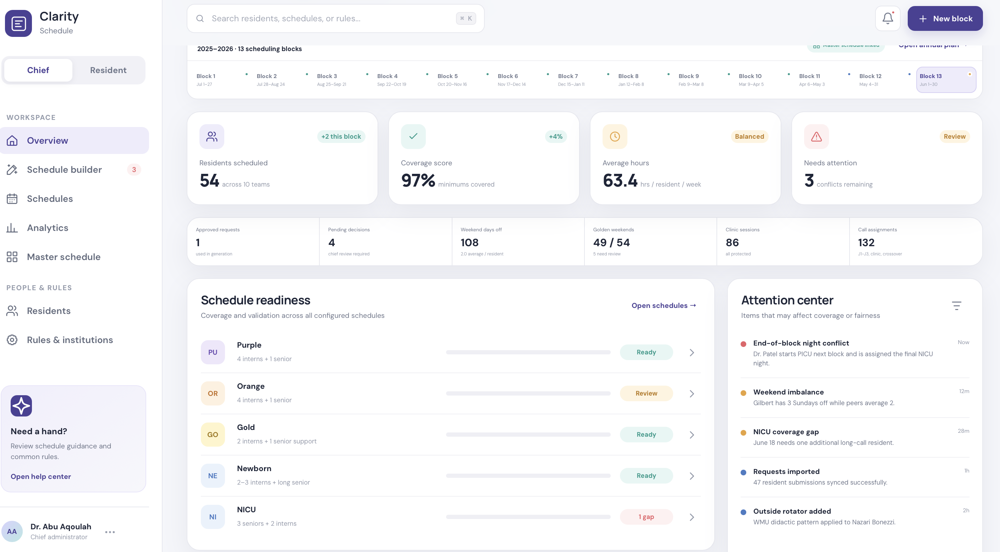 Clarity
Schedule
Chief
Resident
WORKSPACE
Overview
Schedule builder
3
Schedules
Analytics
Master schedule
PEOPLE & RULES
Residents
Rules & institutions
Need a hand?
Review schedule guidance and
common rules.
Open help center
AA
Dr. Abu Aqoulah
Chief administrator
Search residents, schedules, or rules...
⌘ K
+ New block
2025–2026 · 13 scheduling blocks
Master schedule linked
Open annual plan
Block 1
Jul 1–27
Block 2
Jul 28–Aug 24
Block 3
Aug 25–Sep 21
Block 4
Sep 22–Oct 19
Block 5
Oct 20–Nov 16
Block 6
Nov 17–Dec 14
Block 7
Dec 15–Jan 11
Block 8
Jan 12–Feb 8
Block 9
Feb 9–Mar 8
Block 10
Mar 9–Apr 5
Block 11
Apr 6–May 3
Block 12
May 4–31
Block 13
Jun 1–30
+2 this block
Residents scheduled
54 across 10 teams
+4%
Coverage score
97% minimums covered
Balanced
Average hours
63.4 hrs / resident / week
Review
Needs attention
3 conflicts remaining
Approved requests
1
used in generation
Pending decisions
4
chief review required
Weekend days off
108
2.0 average / resident
Golden weekends
49 / 54
5 need review
Clinic sessions
86
all protected
Call assignments
132
J1–J3, clinic, crossover
Schedule readiness
Coverage and validation across all configured schedules
Open schedules →
PU
Purple
4 interns + 1 senior
Ready
OR
Orange
4 interns + 1 senior
Review
GO
Gold
2 interns + 1 senior support
Ready
NE
Newborn
2–3 interns + long senior
Ready
NI
NICU
3 seniors + 2 interns
1 gap
Attention center
Items that may affect coverage or fairness
End-of-block night conflict
Now
Dr. Patel starts PICU next block and is assigned the final NICU
night.
Weekend imbalance
12m
Gilbert has 3 Sundays off while peers average 2.
NICU coverage gap
28m
June 18 needs one additional long-call resident.
Requests imported
1h
47 resident submissions synced successfully.
Outside rotator added
2h
WMU didactic pattern applied to Nazari Bonezzi.